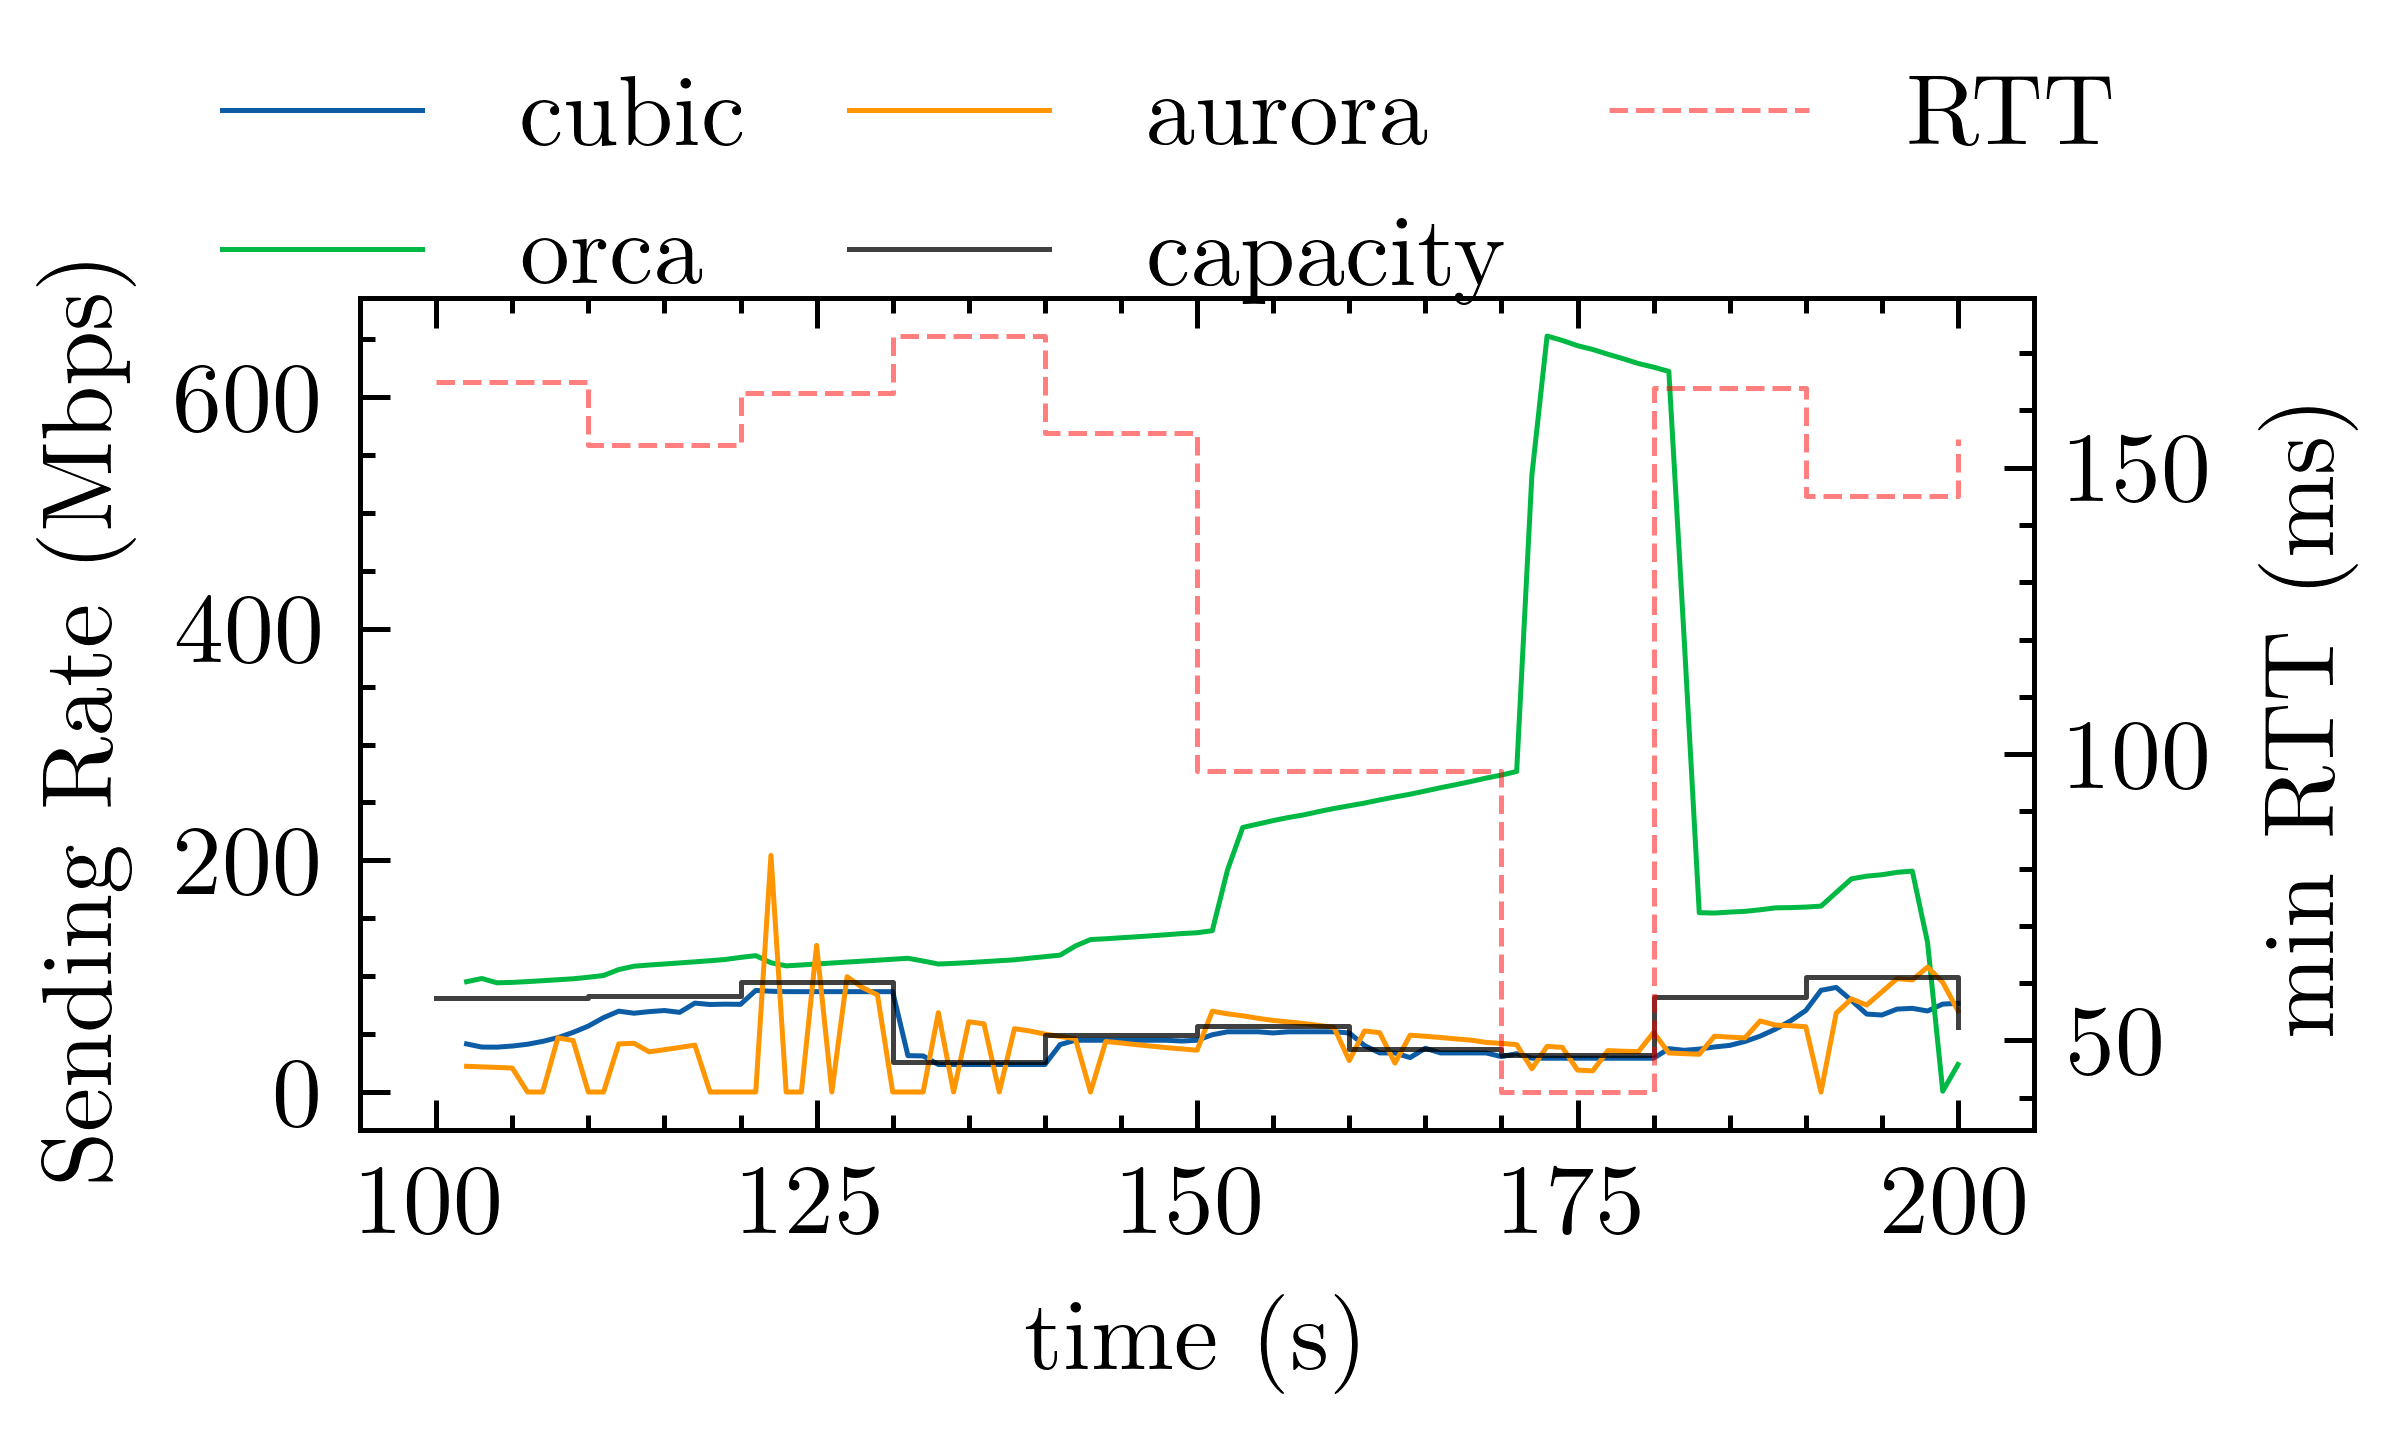 cubic aurora RTT
orca capacity
Sending Rate (Mbps)
600
400
200
0
150
100
50
min RTT (ms)
100 125 150 175 200
time (s)